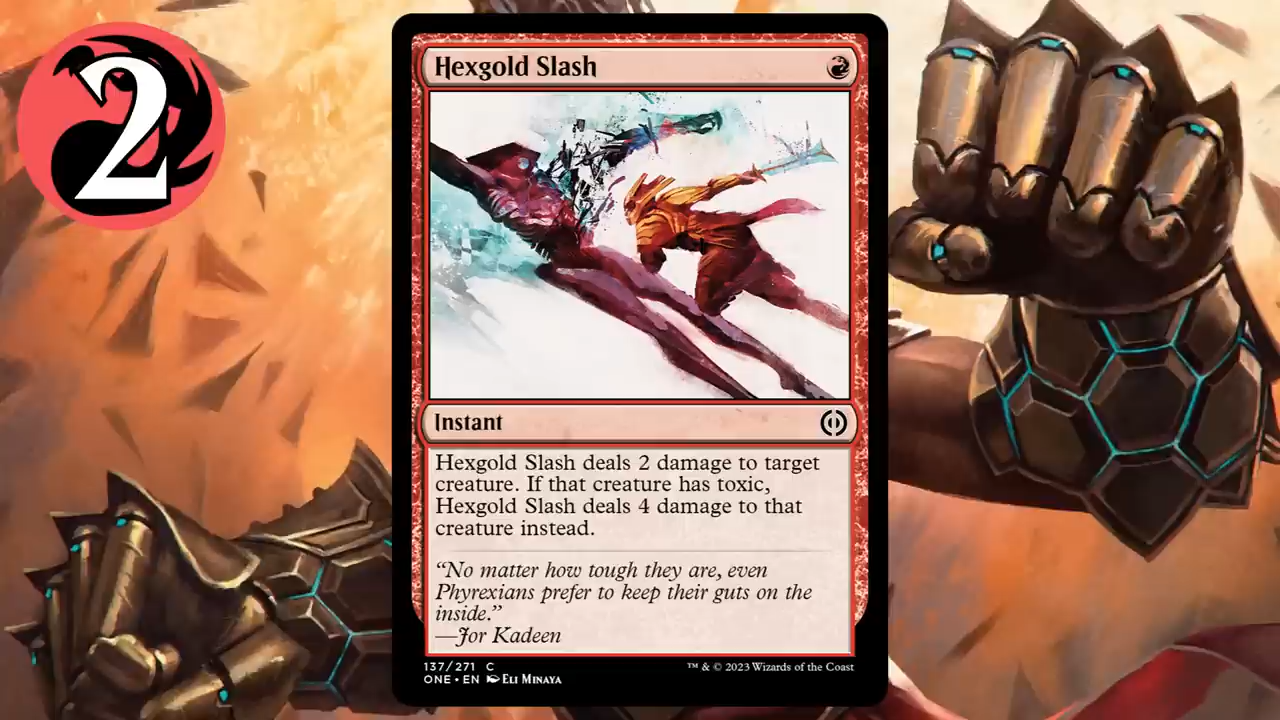 2
Hexgold Slash
Instant
Hexgold Slash deals 2 damage to target
creature. If that creature has toxic,
Hexgold Slash deals 4 damage to that
creature instead.
“No matter how tough they are, even
Phyrexians prefer to keep their guts on the
inside.”
—Jor Kadeen
137/271 C
ONE • EN Eli Minaya
™ & © 2023 Wizards of the Coast